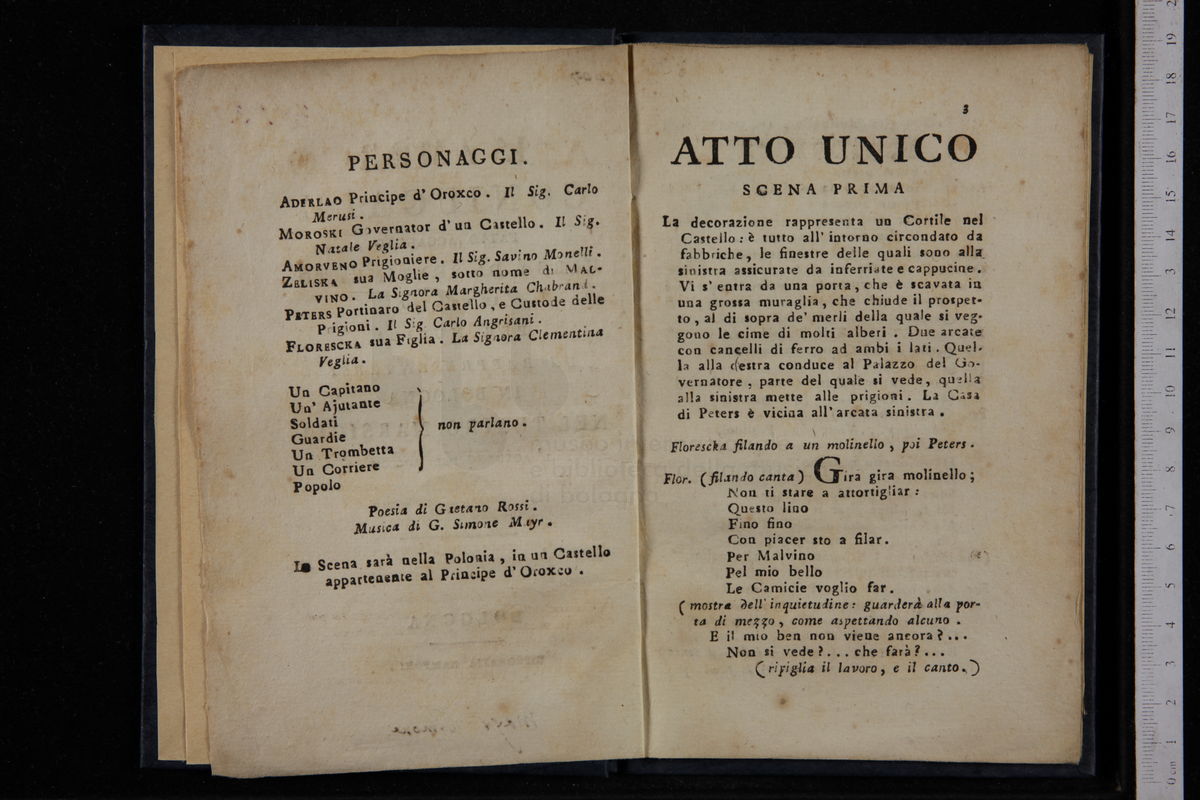 PERSONAGGI.
ADERLAO Principe d' Oroxco. Il Sig. Carlo
Merusi.
MOROSKI Governator d'un Castello. Il Sig.
Natale Veglia.
AMORVENO Prigioniere. Il Sig. Savino Monelli.
ZELISKA sua Moglie, sotto nome di MAL-
VINO. La Signora Margherita Chabrand.
PETERS Portinaro del Castello, e Custode delle
Prigioni. Il Sig Carlo Angrisani.
FLORESCKA sua Figlia. La Signora Clementina
Veglia.
Un Capitano
Un' Ajutante
Soldati
Guardie
Un Trombetta
Un Corriere
Popolo
non parlano.
Poesia di Gaetano Rossi.
Musica di G. Simone Mayr.
La Scena sarà nella Polonia, in un Castello
appartenente al Principe d' Oroxco.
3
ATTO UNICO
SCENA PRIMA
La decorazione rappresenta un Cortile nel
Castello: è tutto all' intorno circondato da
fabbriche, le finestre delle quali sono alla
sinistra assicurate da inferriate e cappucine.
Vi s' entra da una porta, che è scavata in
una grossa muraglia, che chiude il prospet-
to, al di sopra de' merli della quale si veg-
gono le cime di molti alberi. Due arcate
con cancelli di ferro ad ambi i lati. Quel-
la alla destra conduce al Palazzo del Go-
vernatore, parte del quale si vede, quella
alla sinistra mette alle prigioni. La Casa
di Peters è vicina all' arcata sinistra.
Florescka filando a un molinello, poi Peters.
Flor. (filando canta) Gira gira molinello;
Non ti stare a attortigliar:
Questo lino
Fino fino
Con piacer sto a filar.
Per Malvino
Pel mio bello
Le Camicie voglio far.
(mostra dell' inquietudine: guarderà alla por-
ta di mezzo, come aspettando alcuno.
E il mio ben non viene ancora?...
Non si vede?... che farà?...
(ripiglia il lavoro, e il canto.)